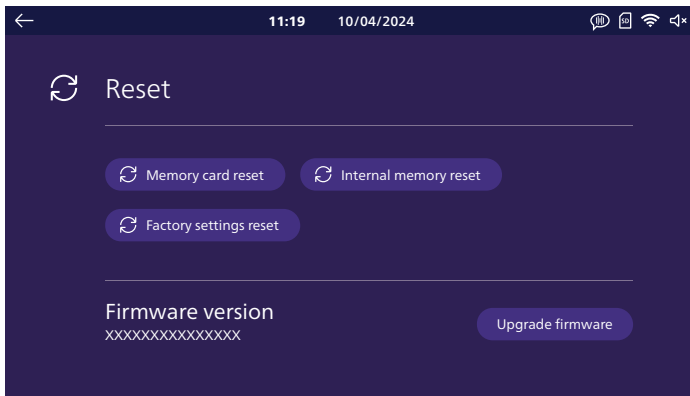 11:19 10/04/2024 SD
Reset
Memory card reset Internal memory reset
Factory settings reset
Firmware version
XXXXXXXXXXXXXXX
Upgrade firmware